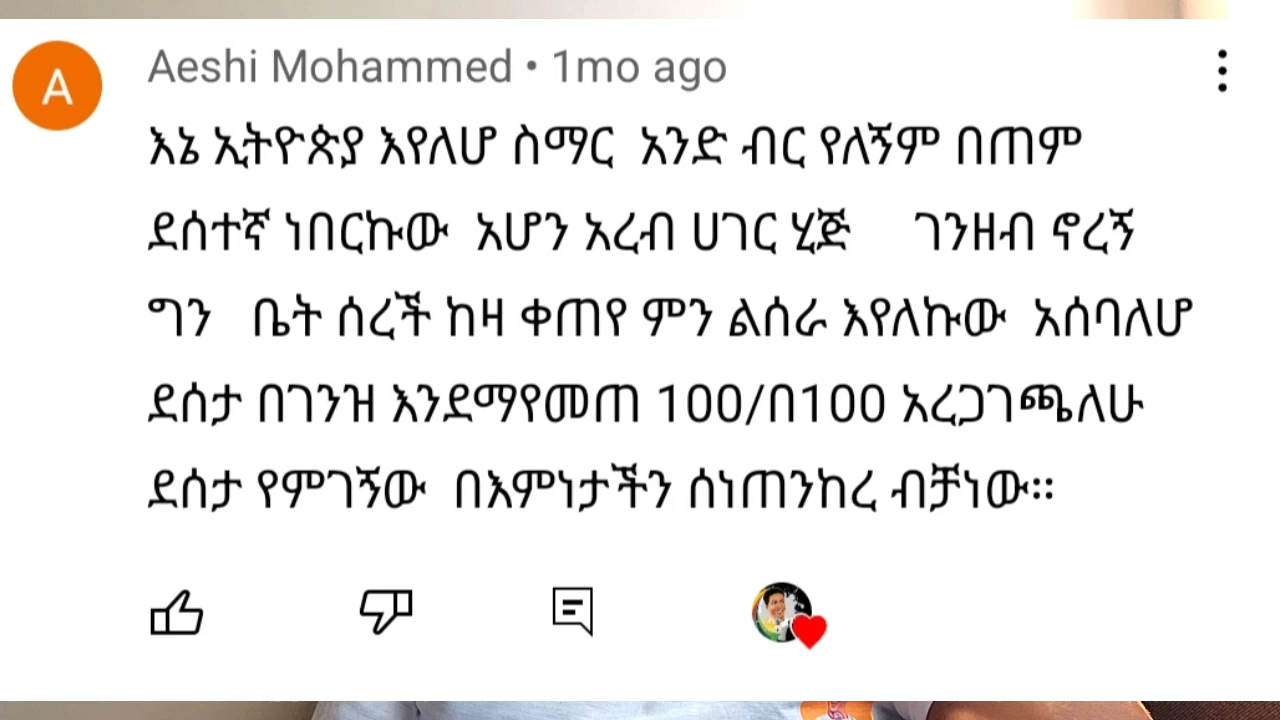 Aeshi Mohammed • 1mo ago
A
እኔ ኢትዮጵያ እየለሆ ስማር አንድ ብር የለኝም በጠም
ደሰተኛ ነበርኩው አሆን አረብ ሀገር ሂጅ ገንዘብ ኖረኝ
ግን ቤት ሰረች ከዛ ቀጠየ ምን ልሰራ እየለኩው አሰባለሆ
ደሰታ በገንዝ እንደማየመጠ 100/በ100 አረጋገጫለሁ
ደሰታ የምገኝው በእምነታችን ሰነጠንከረ ብቻነው።